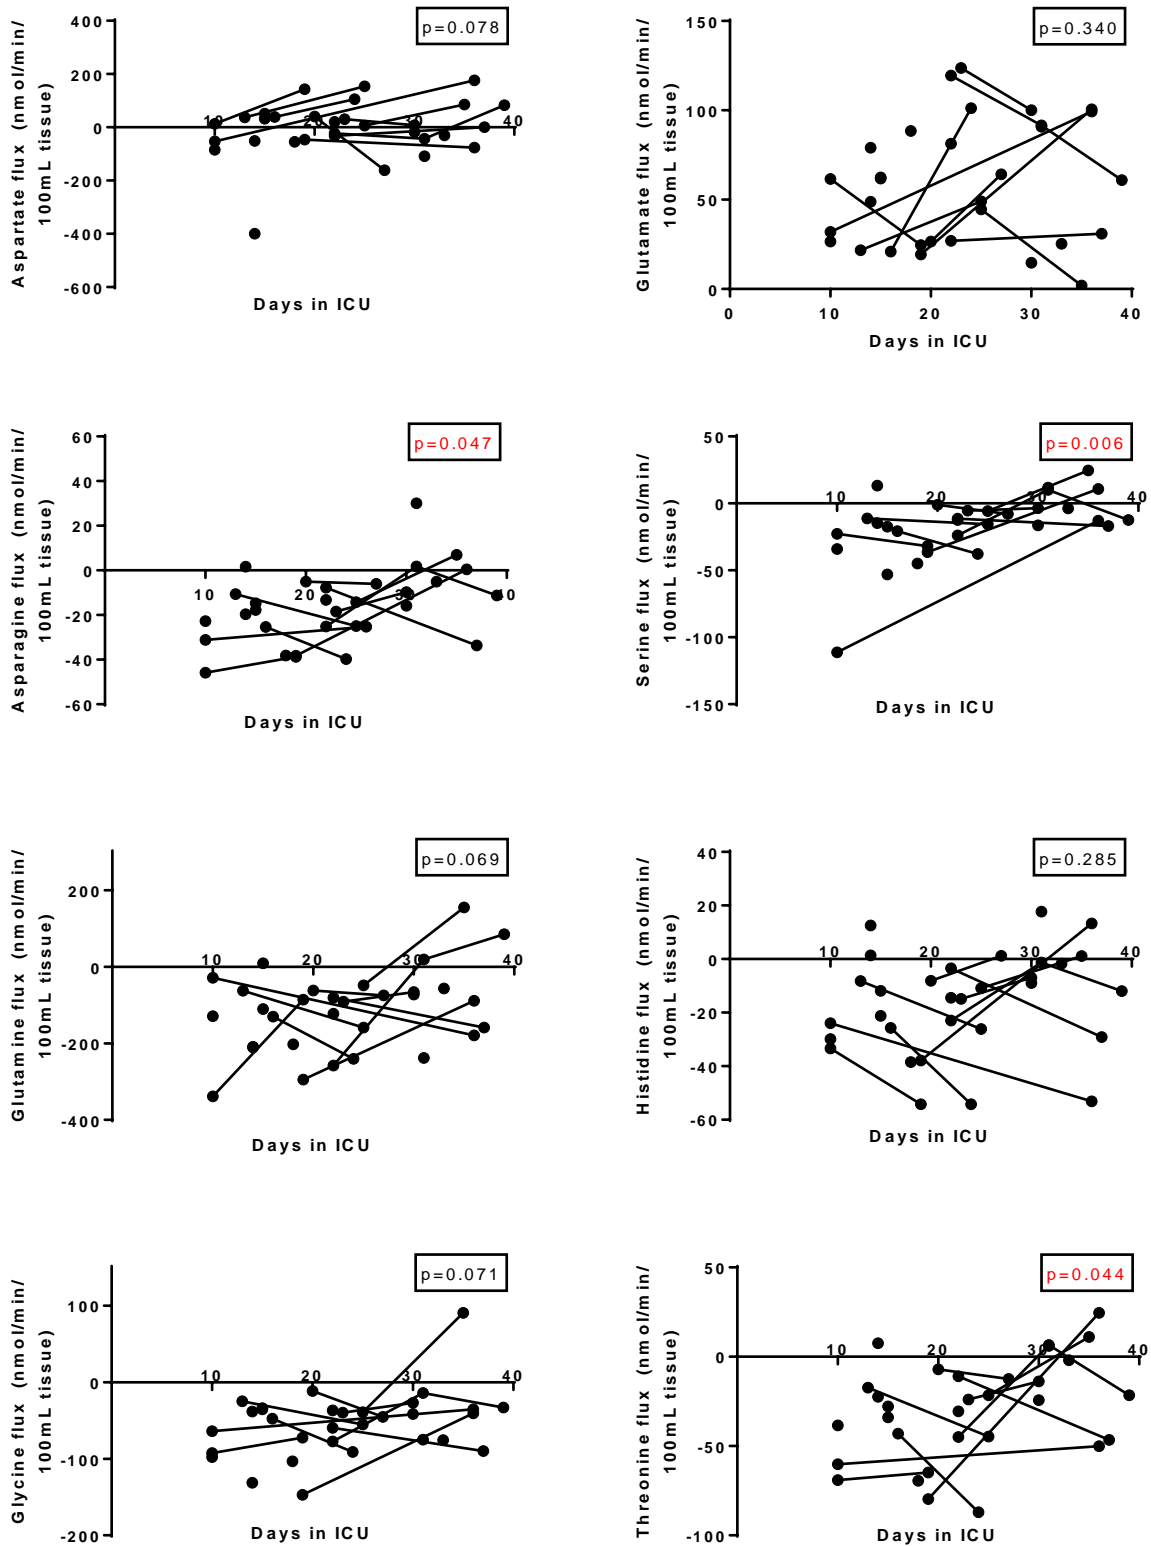 p=0.078
Aspartate flux (nmol/min/
100mL tissue)
400
200
0
-200
-400
-600
10
20
30
40
Days in ICU
p=0.340
Glutamate flux (nmol/min/
100mL tissue)
150
100
50
0
0
10
20
30
40
Days in ICU
p=0.047
Asparagine flux (nmol/min/
100mL tissue)
60
40
20
0
-20
-40
-60
10
20
30
40
Days in ICU
p=0.006
Serine flux (nmol/min/
100mL tissue)
50
0
-50
-100
-150
10
20
30
40
Days in ICU
p=0.069
Glutamine flux (nmol/min/
100mL tissue)
200
0
-200
-400
10
20
30
40
Days in ICU
p=0.285
Histidine flux (nmol/min/
100mL tissue)
40
20
0
-20
-40
-60
10
20
30
40
Days in ICU
p=0.071
Glycine flux (nmol/min/
100mL tissue)
100
0
-100
-200
10
20
30
40
Days in ICU
p=0.044
Threonine flux (nmol/min/
100mL tissue)
50
0
-50
-100
10
20
30
40
Days in ICU